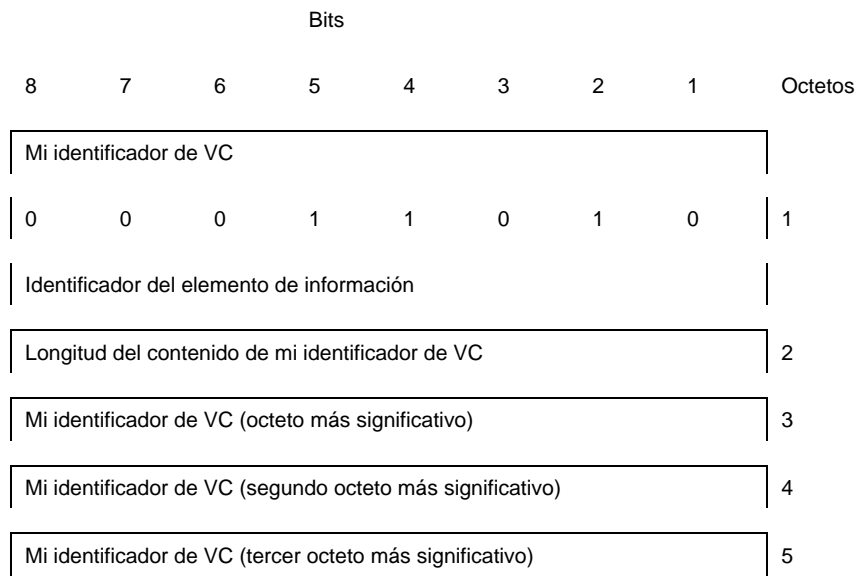 Bits
8 7 6 5 4 3 2 1 Octetos
Mi identificador de VC
0 0 0 1 1 0 1 0 1
Identificador del elemento de información
Longitud del contenido de mi identificador de VC 2
Mi identificador de VC (octeto más significativo) 3
Mi identificador de VC (segundo octeto más significativo) 4
Mi identificador de VC (tercer octeto más significativo) 5